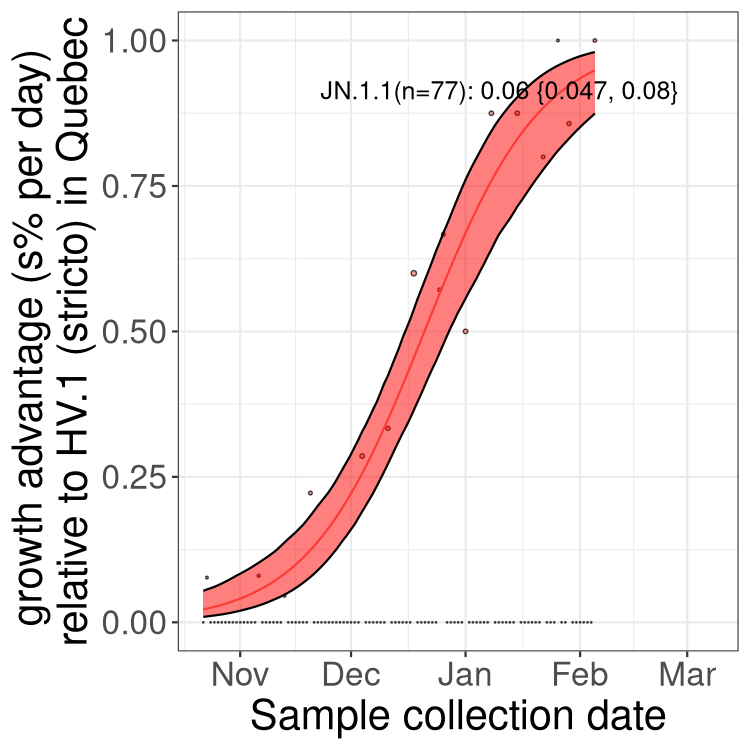 growth advantage (s% per day)
relative to HV.1 (stricto) in Quebec
1.00
0.75
0.50
0.25
0.00
JN.1.1(n=77): 0.06 {0.047, 0.08}
Nov Dec Jan Feb Mar
Sample collection date